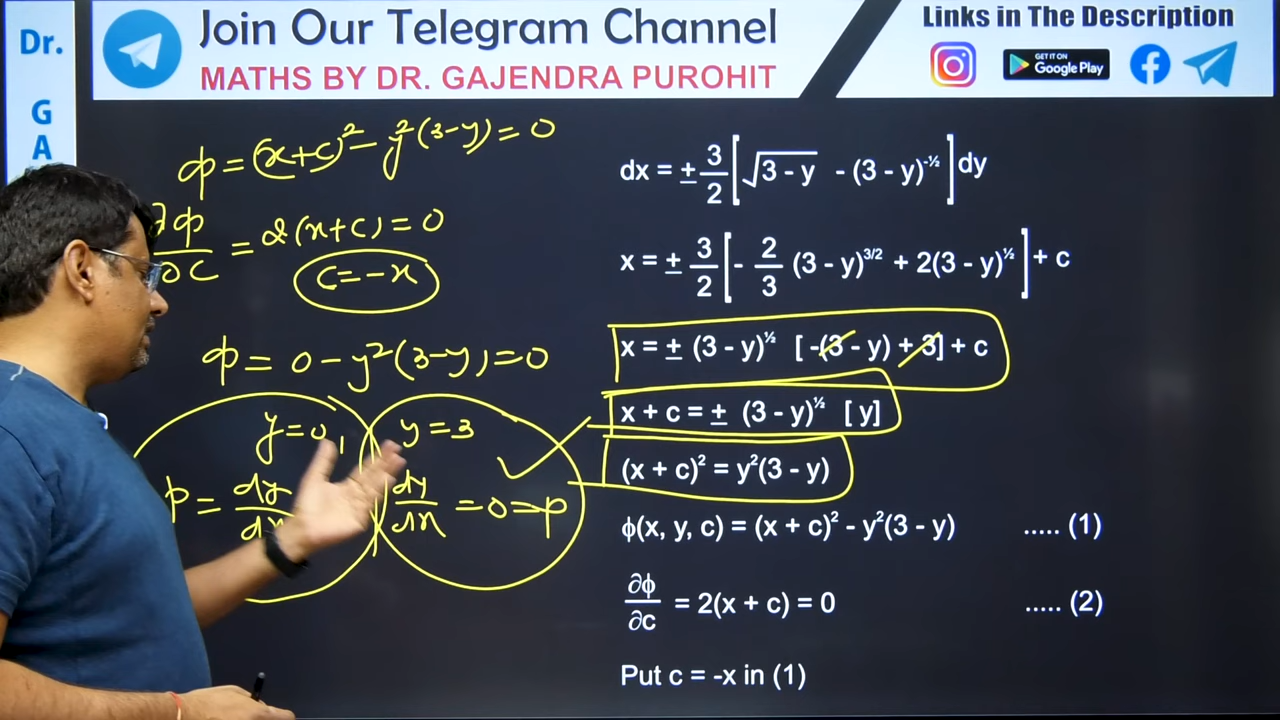 Dr.
G
A
Join Our Telegram Channel
MATHS BY DR. GAJENDRA PUROHIT
Links in The Description
GET IT ON
Google Play
φ = (x+c)² - y²(3-y) = 0
∂φ/∂c = 2(x+c) = 0
c = -x
φ = 0 - y²(3-y) = 0
y = 0, y = 3
p = dy/dx
dy/dx = 0 = p
dx = ± 3/2 [√3 - y - (3 - y)^-½] dy
x = ± 3/2 [- 2/3 (3 - y)^3/2 + 2(3 - y)^½] + c
x = ± (3 - y)^½ [-(3 - y) + 3] + c
x + c = ± (3 - y)^½ [ y]
(x + c)² = y²(3 - y)
ϕ(x, y, c) = (x + c)² - y²(3 - y) ..... (1)
∂ϕ/∂c = 2(x + c) = 0 ..... (2)
Put c = -x in (1)